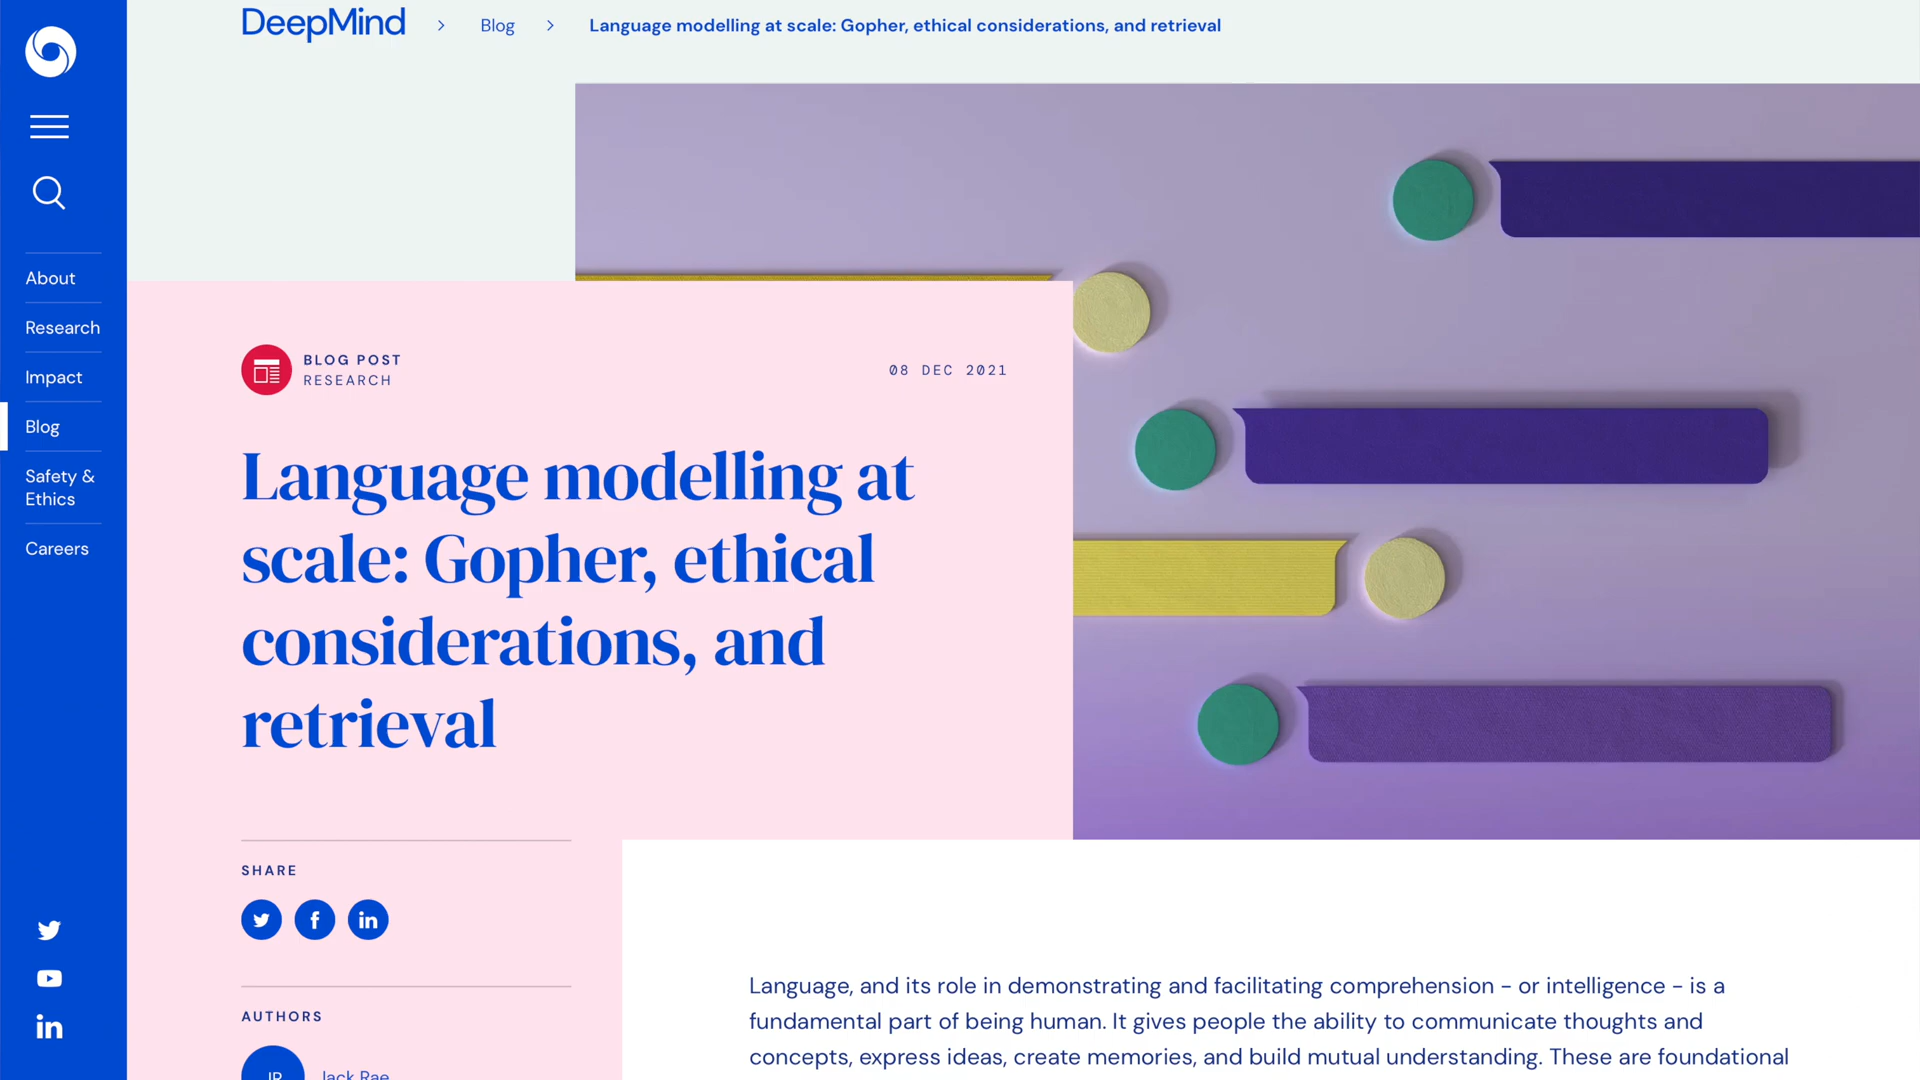 DeepMind > Blog > Language modelling at scale: Gopher, ethical considerations, and retrieval
About
Research
Impact
Blog
Safety &
Ethics
Careers
BLOG POST
RESEARCH
08 DEC 2021
Language modelling at
scale: Gopher, ethical
considerations, and
retrieval
SHARE
AUTHORS
JR
Jack Rae
Language, and its role in demonstrating and facilitating comprehension - or intelligence - is a
fundamental part of being human. It gives people the ability to communicate thoughts and
concepts, express ideas, create memories, and build mutual understanding. These are foundational